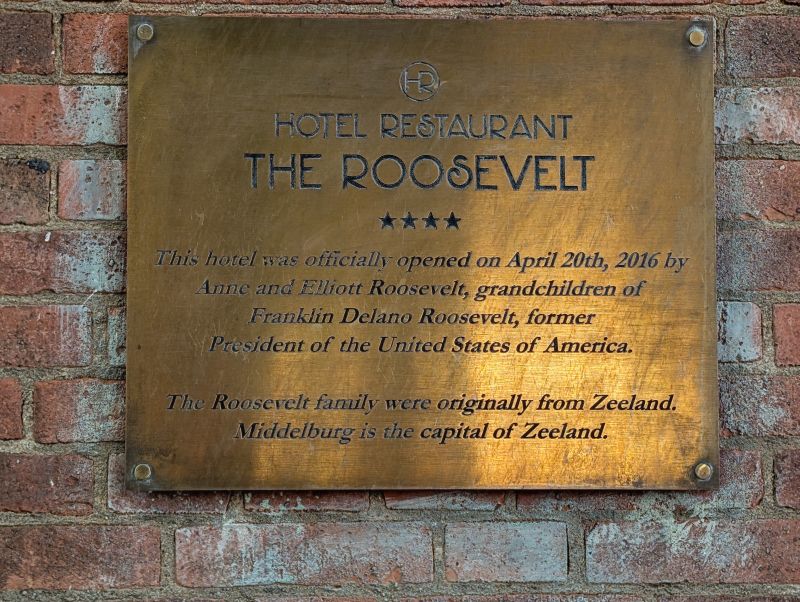 HR
HOTEL RESTAURANT
THE ROOSEVELT
★★★★
This hotel was officially opened on April 20th, 2016 by
Anne and Elliott Roosevelt, grandchildren of
Franklin Delano Roosevelt, former
President of the United States of America.
The Roosevelt family were originally from Zeeland.
Middelburg is the capital of Zeeland.